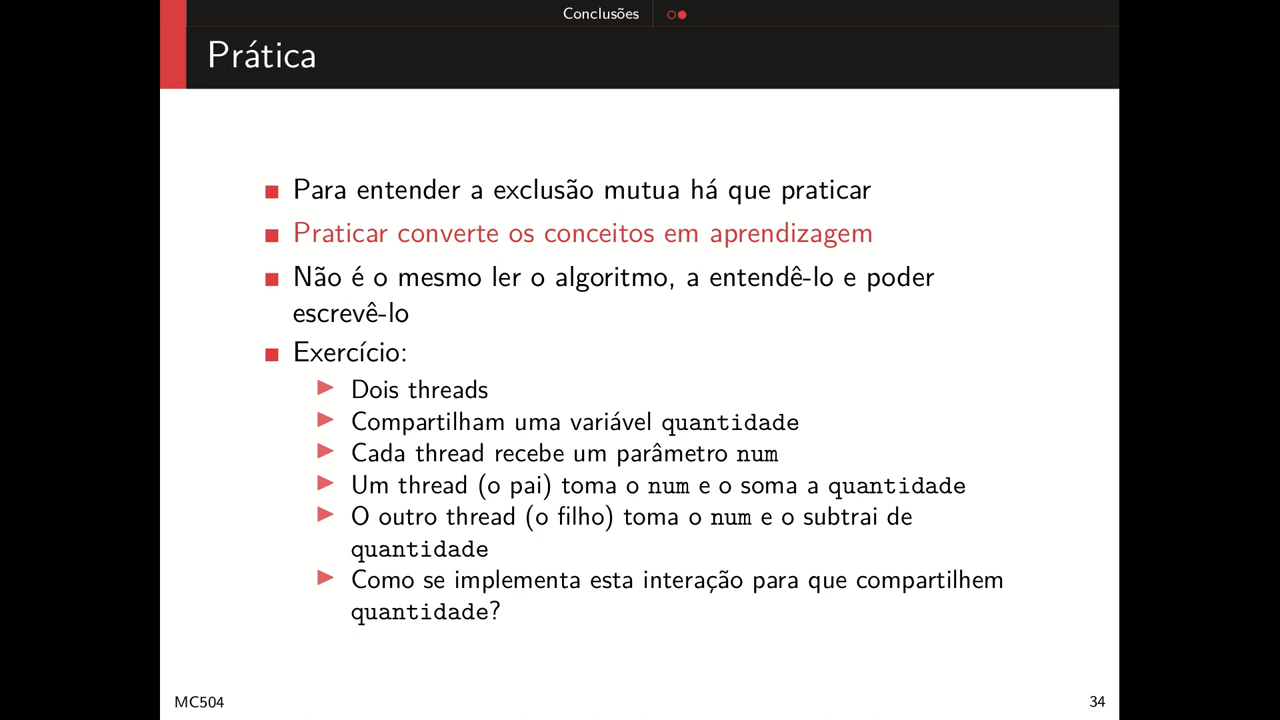 Conclusões
Prática
Para entender a exclusão mutua há que praticar
Praticar converte os conceitos em aprendizagem
Não é o mesmo ler o algoritmo, a entendê-lo e poder
escrevê-lo
Exercício:
Dois threads
Compartilham uma variável quantidade
Cada thread recebe um parâmetro num
Um thread (o pai) toma o num e o soma a quantidade
O outro thread (o filho) toma o num e o subtrai de
quantidade
Como se implementa esta interação para que compartilhem
quantidade?
MC504
34